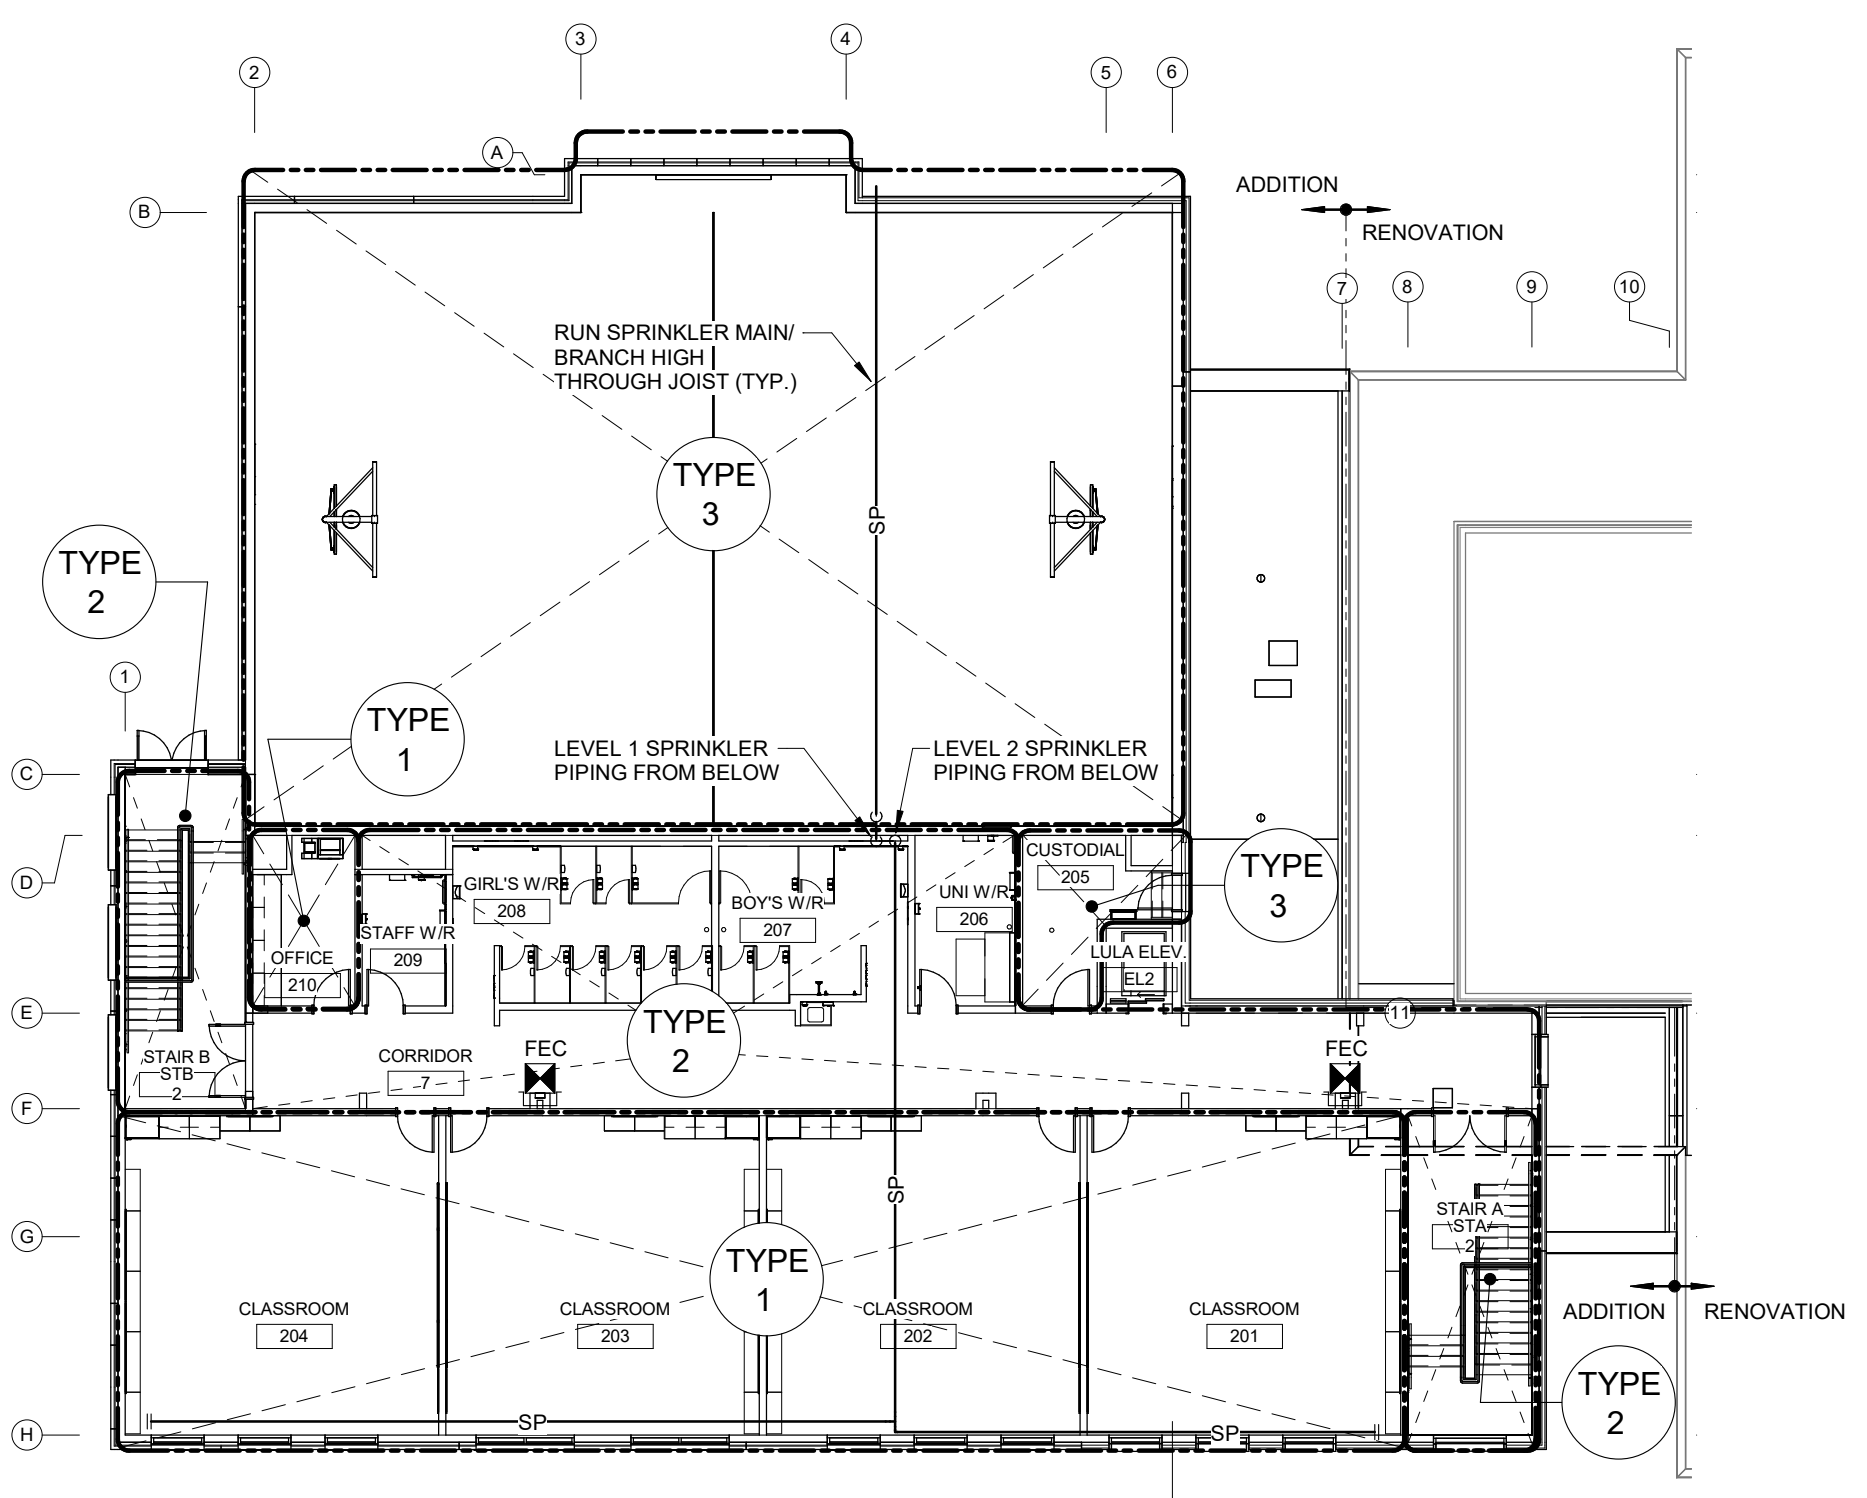 3
4
2
5
6
A
ADDITION
B
RENOVATION
7
8
9
10
RUN SPRINKLER MAIN/
BRANCH HIGH
THROUGH JOIST (TYP.)
TYPE
3
SP
TYPE
2
1
TYPE
1
LEVEL 1 SPRINKLER
PIPING FROM BELOW
LEVEL 2 SPRINKLER
PIPING FROM BELOW
C
D
CUSTODIAL
205
TYPE
3
GIRL'S W/R
208
BOY'S W/R
207
UNI W/R
206
STAFF W/R
209
OFFICE
210
LULA ELEV.
EL2
E
11
TYPE
2
STAIR B
STB
2
CORRIDOR
7
FEC
FEC
F
SP
STAIR A
STA
2
G
TYPE
1
CLASSROOM
204
CLASSROOM
203
CLASSROOM
202
CLASSROOM
201
ADDITION
RENOVATION
TYPE
2
H
SP
SP